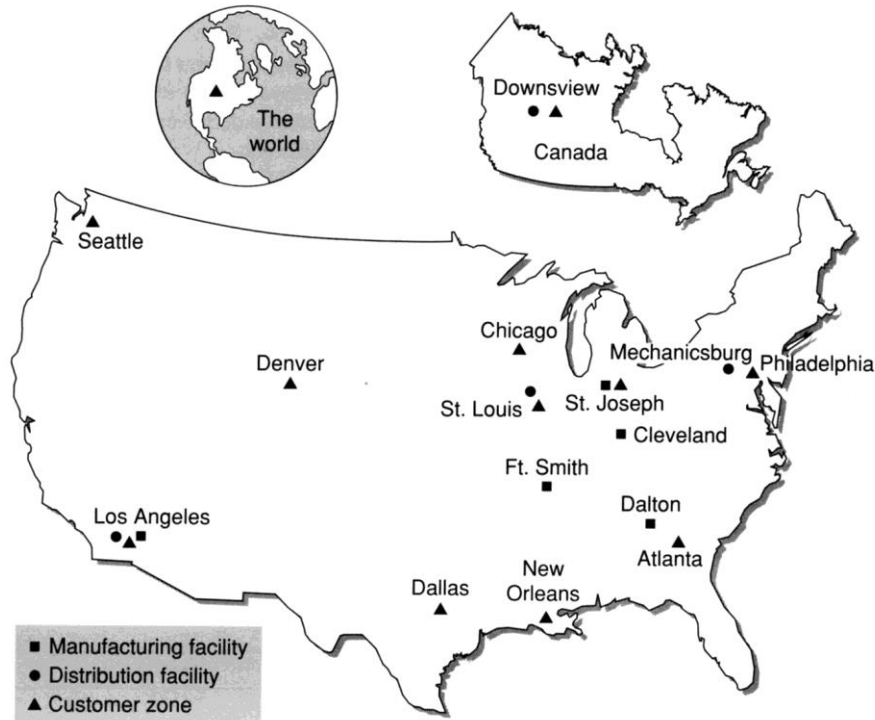 The
world
Downsview
Canada
Seattle
Chicago
Denver
Mechanicsburg
Philadelphia
St. Louis
St. Joseph
Cleveland
Ft. Smith
Los Angeles
Dalton
Atlanta
New
Orleans
Dallas
Manufacturing facility
Distribution facility
Customer zone